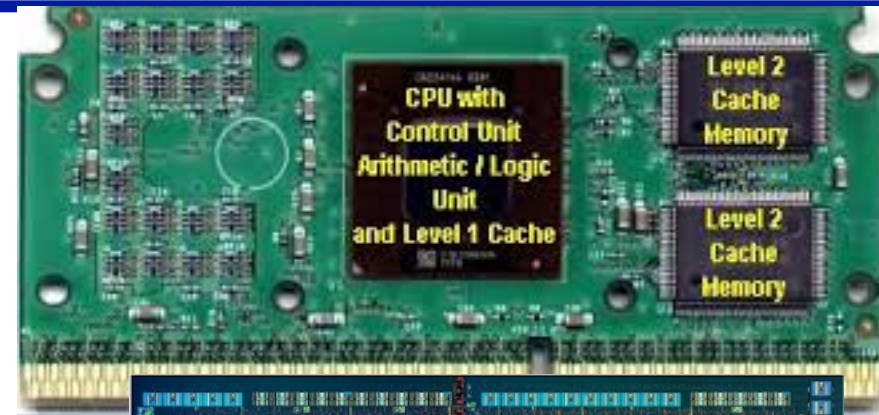 CPU with
Control Unit
Arithmetic / Logic
Unit
and Level 1 Cache
Level 2
Cache
Memory
Level 2
Cache
Memory